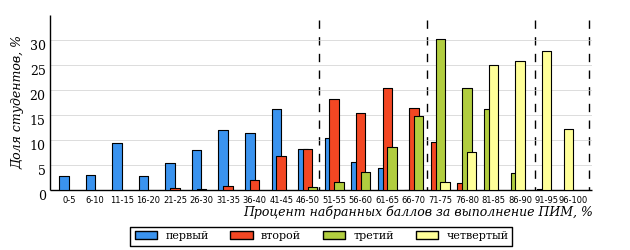 Доля студентов, %
30
25
20
15
10
5
0
0-5 6-10 11-15 16-20 21-25 26-30 31-35 36-40 41-45 46-50 51-55 56-60 61-65 66-70 71-75 76-80 81-85 86-90 91-95 96-100
Процент набранных баллов за выполнение ПИМ, %
первый второй третий четвертый